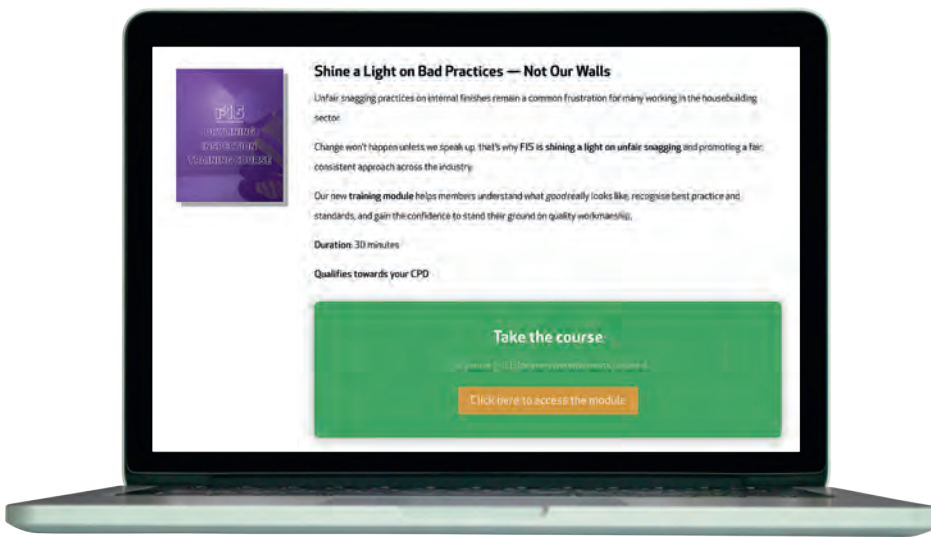 FIS
DRYLINING
INSPECTION
TRAINING COURSE
Shine a Light on Bad Practices — Not Our Walls
Unfair snagging practices on internal finishes remain a common frustration for many working in the housebuilding
sector.
Change won't happen unless we speak up, that's why FIS is shining a light on unfair snagging and promoting a fair,
consistent approach across the industry.
Our new training module helps members understand what good really looks like, recognise best practice and
standards, and gain the confidence to stand their ground on quality workmanship.
Duration: 30 minutes
Qualifies towards your CPD
Take the course
Click here to access the module